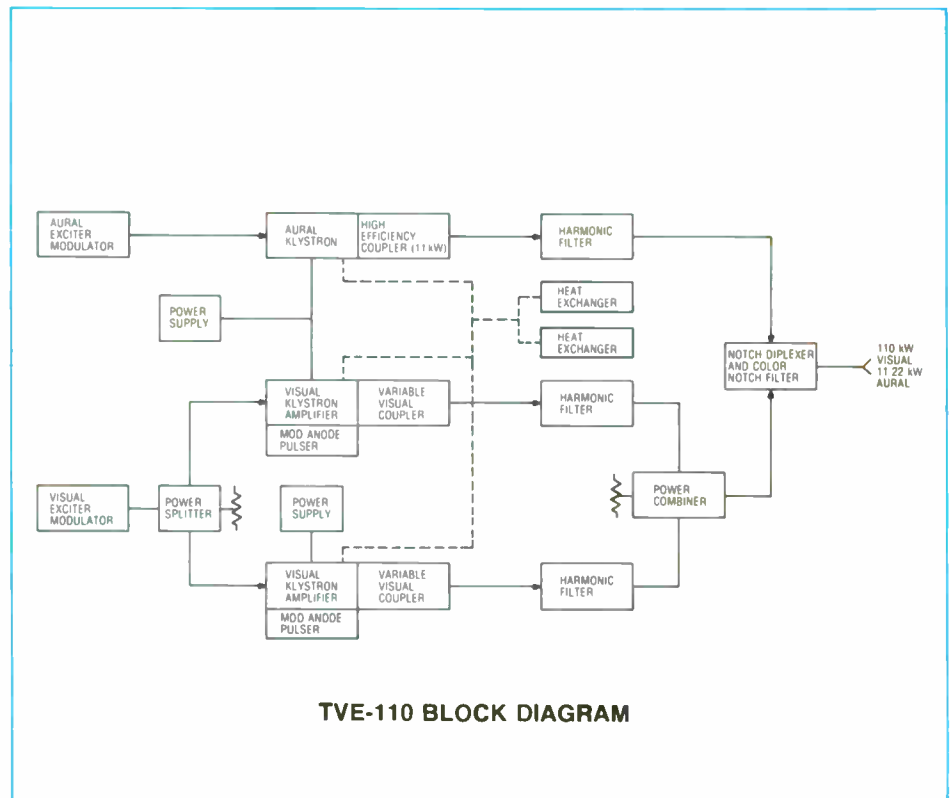 AURAL
EXCITER
MODULATOR
AURAL
KLYSTRON
HIGH
EFFICIENCY
COUPLER (11 kW)
HARMONIC
FILTER
POWER
SUPPLY
HEAT
EXCHANGER
HEAT
EXCHANGER
NOTCH DIPLEXER
AND COLOR
NOTCH FILTER
110 kW
VISUAL
11.22 kW
AURAL
VISUAL
KLYSTRON
AMPLIFIER
VARIABLE
VISUAL
COUPLER
MOD ANODE
PULSER
HARMONIC
FILTER
VISUAL
EXCITER
MODULATOR
POWER
SPLITTER
POWER
SUPPLY
POWER
COMBINER
VISUAL
KLYSTRON
AMPLIFIER
VARIABLE
VISUAL
COUPLER
MOD ANODE
PULSER
HARMONIC
FILTER
TVE-110 BLOCK DIAGRAM